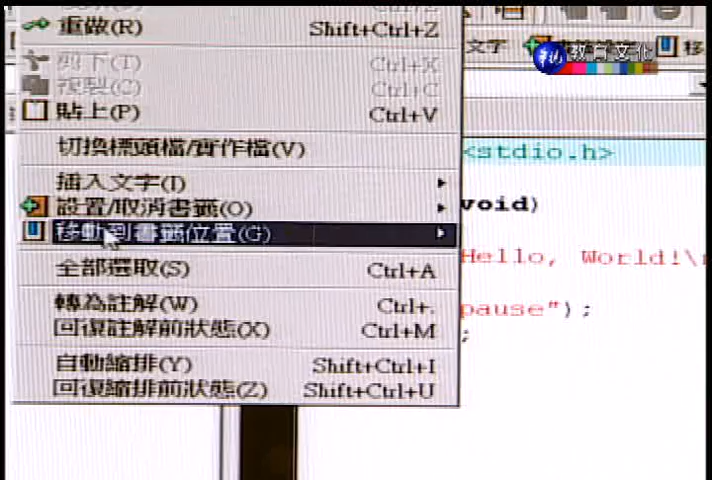 重做(R) Shift+Ctrl+Z
剪下(T) Ctrl+X
複製(C) Ctrl+C
貼上(P) Ctrl+V
切換標頭檔/實作檔(V)
插入文字(I)
設置/取消書籤(O)
移動到書籤位置(G)
全部選取(S) Ctrl+A
轉為註解(W) Ctrl+.
回復註解前狀態(X) Ctrl+M
自動縮排(Y) Shift+Ctrl+I
回復縮排前狀態(Z) Shift+Ctrl+U
文字
移
教育文化
<stdio.h>
void)
Hello, World!\
pause");
;